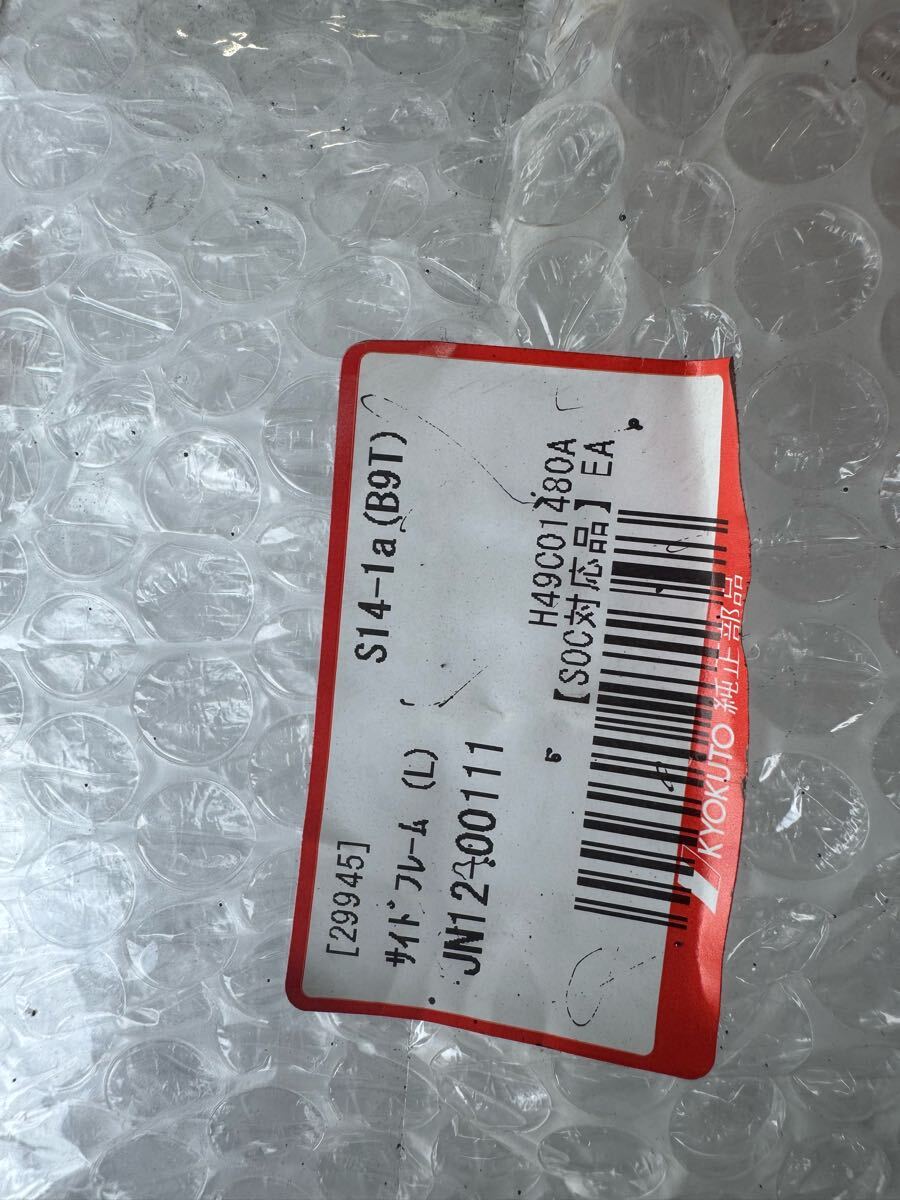 [29945]
S14-1a(B9T)
サイドフレーム (L)
H49C01480A
【SOC対応品】EA
KYOKUTO 純正部品